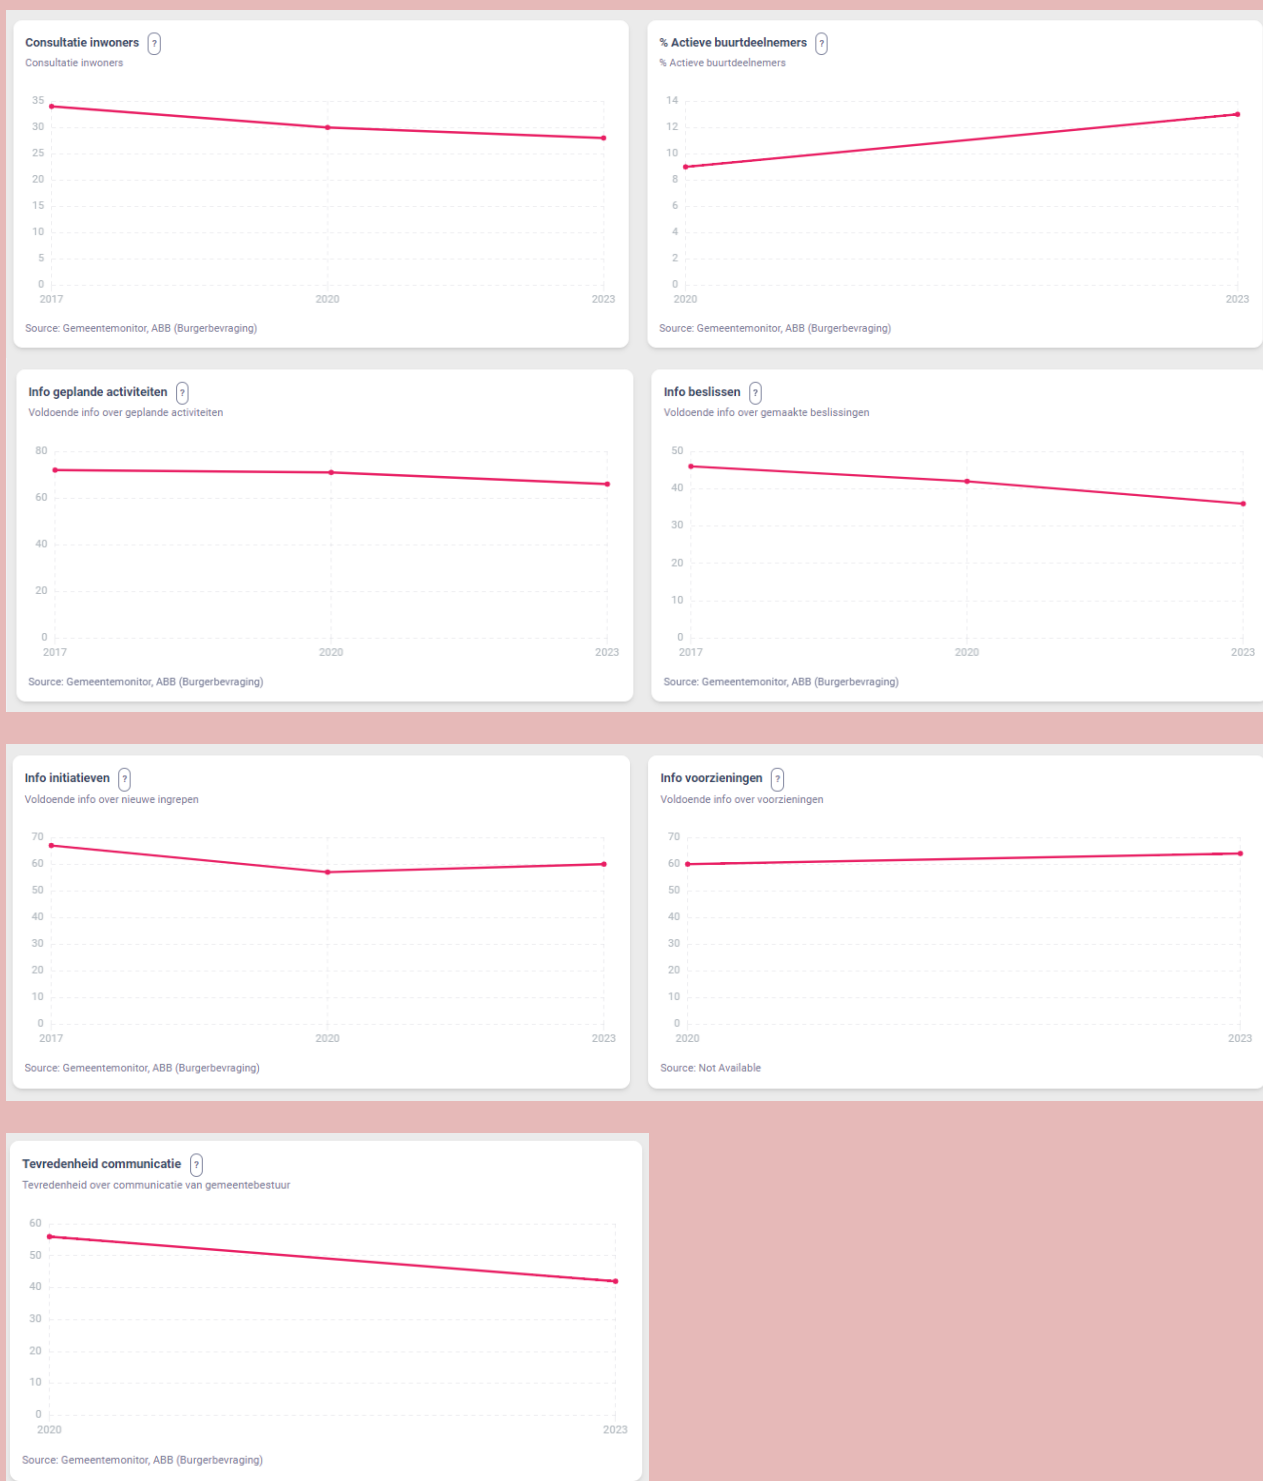 Consultatie inwoners ?
Consultatie inwoners
35
30
25
20
15
10
5
0
2017 2020 2023
Source: Gemeentemonitor, ABB (Burgerbevraging)
% Actieve buurtdeelnemers ?
% Actieve buurtdeelnemers
14
12
10
8
6
4
2
0
2020 2023
Source: Gemeentemonitor, ABB (Burgerbevraging)
Info geplande activiteiten ?
Voldoende info over geplande activiteiten
80
60
40
20
0
2017 2020 2023
Source: Gemeentemonitor, ABB (Burgerbevraging)
Info beslissen ?
Voldoende info over gemaakte beslissingen
50
40
30
20
10
0
2017 2020 2023
Source: Gemeentemonitor, ABB (Burgerbevraging)
Info initiatieven ?
Voldoende info over nieuwe ingrepen
70
60
50
40
30
20
10
0
2017 2020 2023
Source: Gemeentemonitor, ABB (Burgerbevraging)
Info voorzieningen ?
Voldoende info over voorzieningen
70
60
50
40
30
20
10
0
2020 2023
Source: Not Available
Tevredenheid communicatie ?
Tevredenheid over communicatie van gemeentebestuur
60
50
40
30
20
10
0
2020 2023
Source: Gemeentemonitor, ABB (Burgerbevraging)